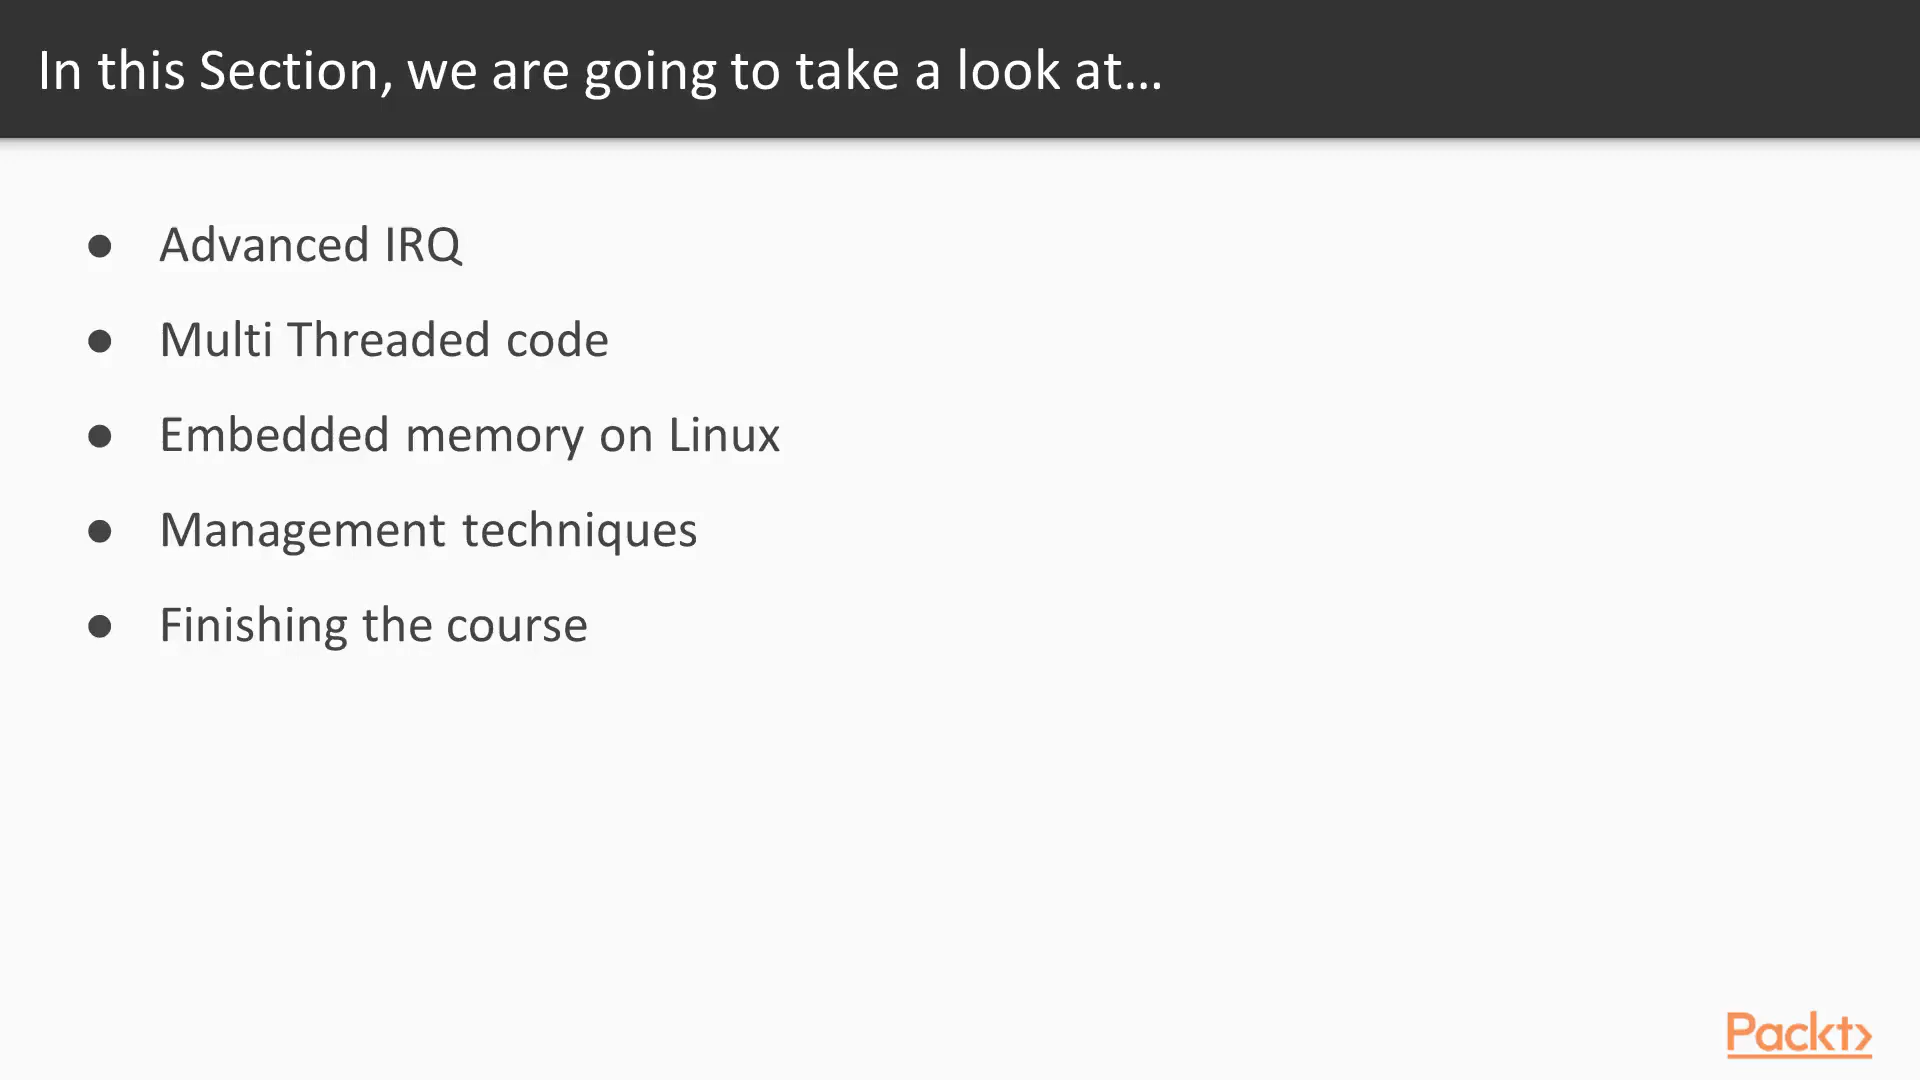 In this Section, we are going to take a look at…
● Advanced IRQ
● Multi Threaded code
● Embedded memory on Linux
● Management techniques
● Finishing the course
Packt>